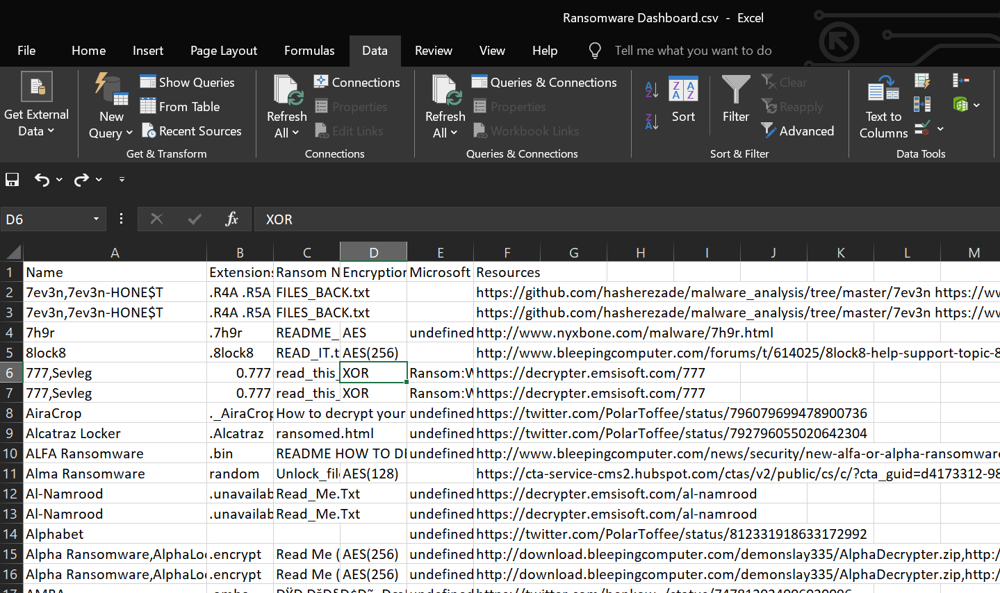 Ransomware Dashboard.csv - Excel
File Home Insert Page Layout Formulas Data Review View Help Tell me what you want to do
Get External Data
New Query
Show Queries
From Table
Recent Sources
Get & Transform
Refresh All
Connections
Properties
Edit Links
Connections
Refresh All
Queries & Connections
Properties
Workbook Links
Queries & Connections
Sort
Filter
Clear
Reapply
Advanced
Sort & Filter
Text to Columns
Data Tools
D6 fx XOR
A B C D E F G H I J K L M
1 Name Extensions Ransom N Encryption Microsoft Resources
2 7ev3n,7ev3n-HONE$T .R4A .R5A FILES_BACK.txt https://github.com/hasherezade/malware_analysis/tree/master/7ev3n https://ww
3 7ev3n,7ev3n-HONE$T .R4A .R5A FILES_BACK.txt https://github.com/hasherezade/malware_analysis/tree/master/7ev3n https://ww
4 7h9r .7h9r README_ AES undefined http://www.nyxbone.com/malware/7h9r.html
5 8lock8 .8lock8 READ_IT.t AES(256) http://www.bleepingcomputer.com/forums/t/614025/8lock8-help-support-topic-8
6 777,Sevleg 0.777 read_this_ XOR Ransom:W https://decrypter.emsisoft.com/777
7 777,Sevleg 0.777 read_this_ XOR Ransom:W https://decrypter.emsisoft.com/777
8 AiraCrop ._AiraCrop How to decrypt your undefined https://twitter.com/PolarToffee/status/796079699478900736
9 Alcatraz Locker .Alcatraz ransomed.html undefined https://twitter.com/PolarToffee/status/792796055020642304
10 ALFA Ransomware .bin README HOW TO DE undefined http://www.bleepingcomputer.com/news/security/new-alfa-or-alpha-ransomware
11 Alma Ransomware random Unlock_file AES(128) https://cta-service-cms2.hubspot.com/ctas/v2/public/cs/c/?cta_guid=d4173312-98
12 Al-Namrood .unavailab Read_Me.Txt undefined https://decrypter.emsisoft.com/al-namrood
13 Al-Namrood .unavailab Read_Me.Txt undefined https://decrypter.emsisoft.com/al-namrood
14 Alphabet undefined https://twitter.com/PolarToffee/status/812331918633172992
15 Alpha Ransomware,AlphaLoc .encrypt Read Me ( AES(256) undefined http://download.bleepingcomputer.com/demonslay335/AlphaDecrypter.zip,http:/
16 Alpha Ransomware,AlphaLoc .encrypt Read Me ( AES(256) undefined http://download.bleepingcomputer.com/demonslay335/AlphaDecrypter.zip,http:/
17 AMBA